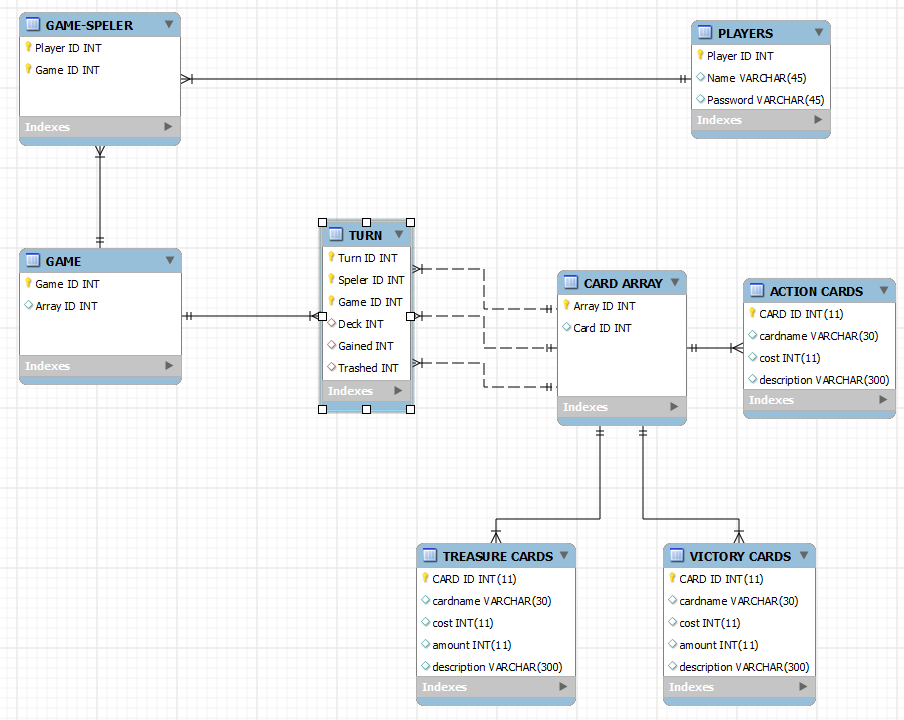 GAME-SPELER
Player ID INT
Game ID INT
Indexes
PLAYERS
Player ID INT
Name VARCHAR(45)
Password VARCHAR(45)
Indexes
GAME
Game ID INT
Array ID INT
Indexes
TURN
Turn ID INT
Speler ID INT
Game ID INT
Deck INT
Gained INT
Trashed INT
Indexes
CARD ARRAY
Array ID INT
Card ID INT
Indexes
ACTION CARDS
CARD ID INT(11)
cardname VARCHAR(30)
cost INT(11)
description VARCHAR(300)
Indexes
TREASURE CARDS
CARD ID INT(11)
cardname VARCHAR(30)
cost INT(11)
amount INT(11)
description VARCHAR(300)
Indexes
VICTORY CARDS
CARD ID INT(11)
cardname VARCHAR(30)
cost INT(11)
amount INT(11)
description VARCHAR(300)
Indexes